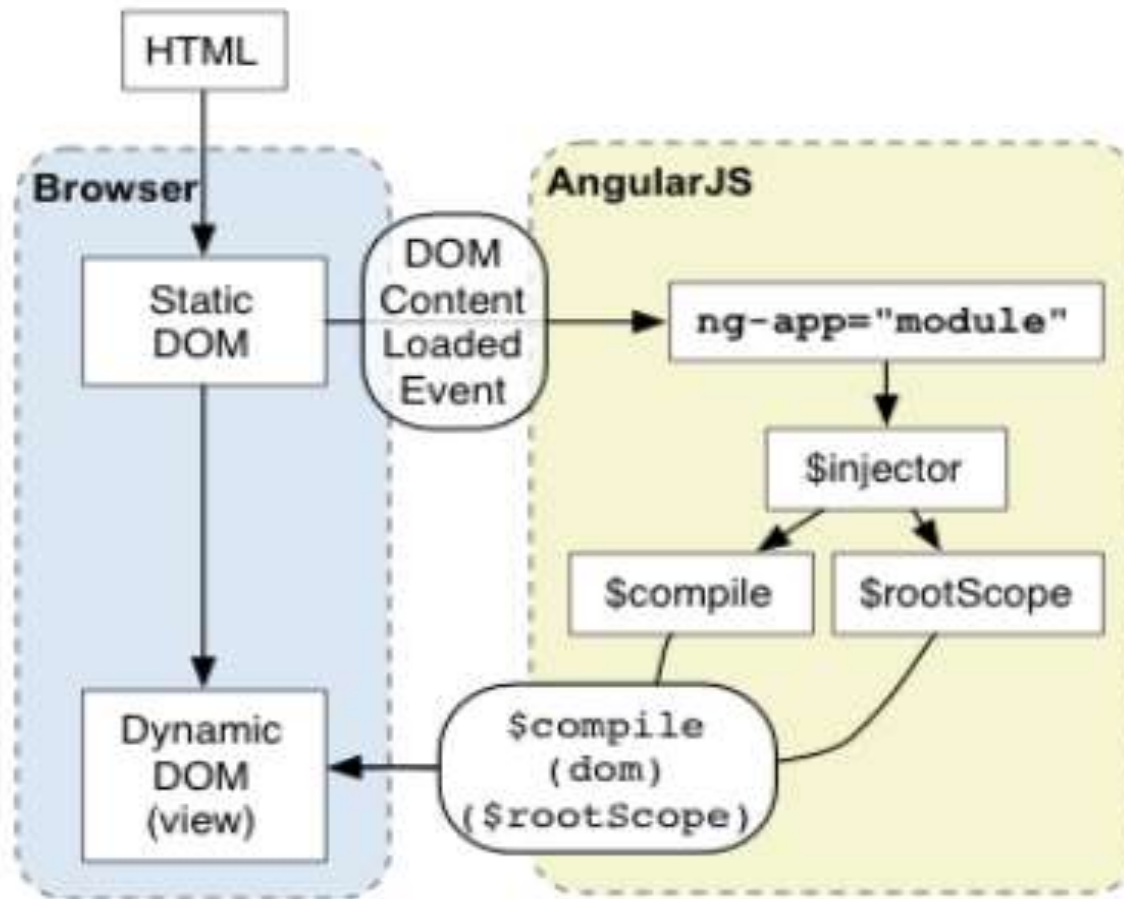 HTML
Browser
AngularJS
Static
DOM
DOM
Content
Loaded
Event
ng-app="module"
$injector
$compile
$rootScope
Dynamic
DOM
(view)
$compile
(dom)
($rootScope)